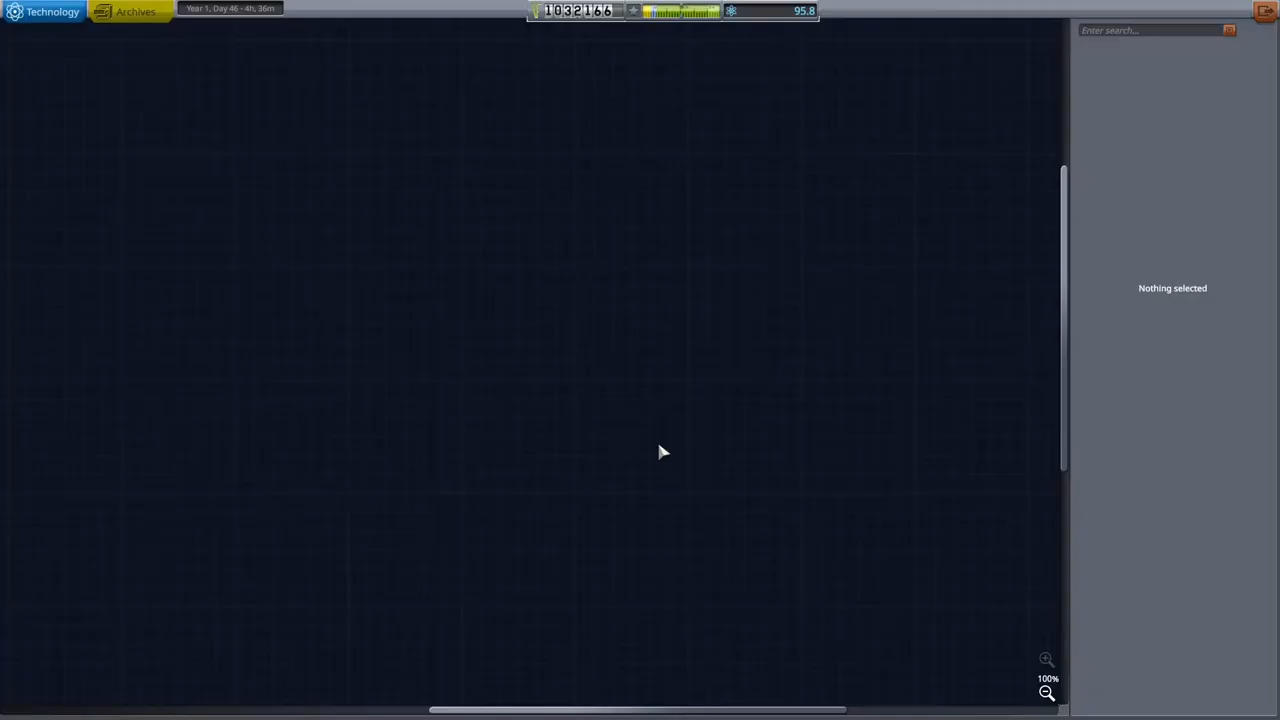 Technology
Archives
Year 1, Day 46 - 4h, 36m
1032166
95.8
Enter search...
Nothing selected
100%